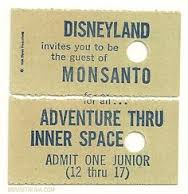 DISNEYLAND
invites you to be
the guest of
MONSANTO
for all...
ADVENTURE THRU
INNER SPACE
ADMIT ONE JUNIOR
(12 thru 17)